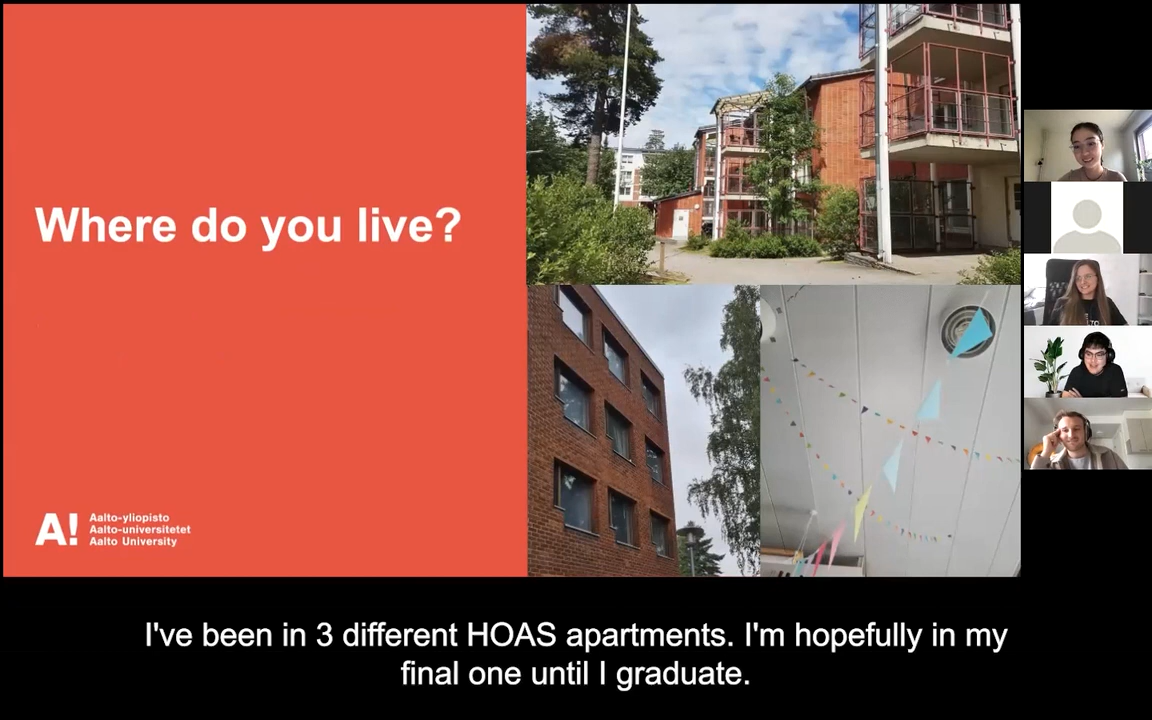 Where do you live?
A!
Aalto-yliopisto
Aalto-universitetet
Aalto University
I've been in 3 different HOAS apartments. I'm hopefully in my
final one until I graduate.